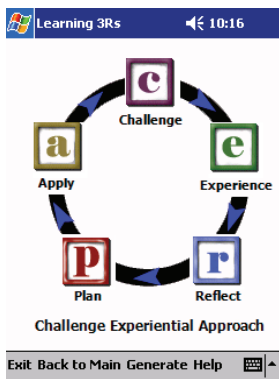 Learning 3Rs 10:16
c
Challenge
a
e
Apply
Experience
p
r
Plan
Reflect
Challenge Experiential Approach
Exit Back to Main Generate Help